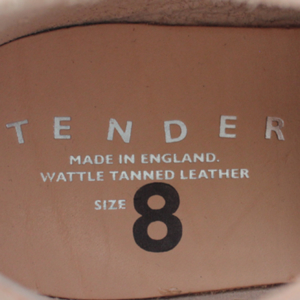 TENDER
MADE IN ENGLAND.
WATTLE TANNED LEATHER
SIZE 8